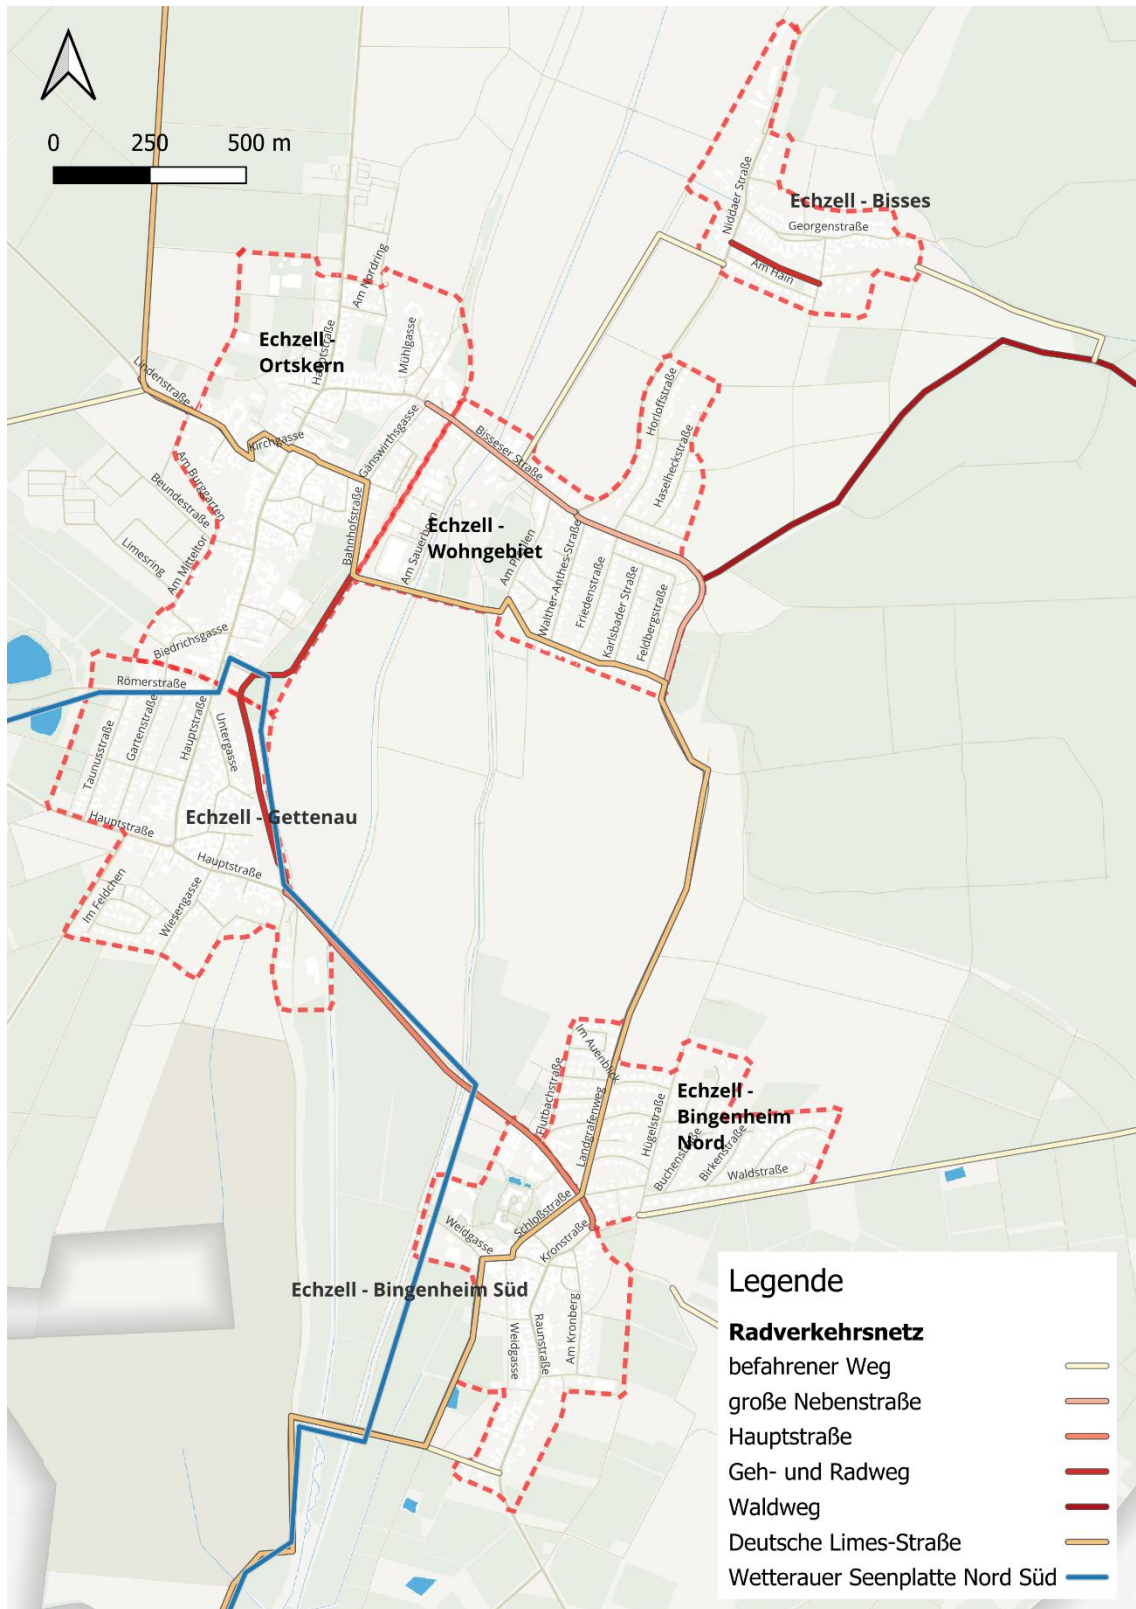 0 250 500 m
Niddaer Straße
Echzell - Bisses
Georgenstraße
Am Hain
Am Nordring
Hauptstraße
Mühlgasse
Echzell -
Ortskern
Lindenstraße
Kirchgasse
Gänswirthsgasse
Bisseser Straße
Horloffstraße
Haselheckstraße
Am Burggarten
Beundestraße
Limesring
Am Mitteltor
Bahnhofstraße
Am Sauerborn
Echzell -
Wohngebiet
Walther-Anthes-Straße
Friedenstraße
Karlsbader Straße
Feldbergstraße
Biedrichsgasse
Römerstraße
Taunusstraße
Gartenstraße
Hauptstraße
Untergasse
Echzell - Gettenau
Hauptstraße
Hauptstraße
Im Feldchen
Wiesengasse
Im Auenblick
Flutbachstraße
Landgrafenweg
Hügelstraße
Echzell -
Bingenheim
Nord
Buchenstraße
Birkenstraße
Waldstraße
Schloßstraße
Weidgasse
Kronstraße
Echzell - Bingenheim Süd
Weidgasse
Raunstraße
Am Kronberg
Legende
Radverkehrsnetz
befahrener Weg
große Nebenstraße
Hauptstraße
Geh- und Radweg
Waldweg
Deutsche Limes-Straße
Wetterauer Seenplatte Nord Süd